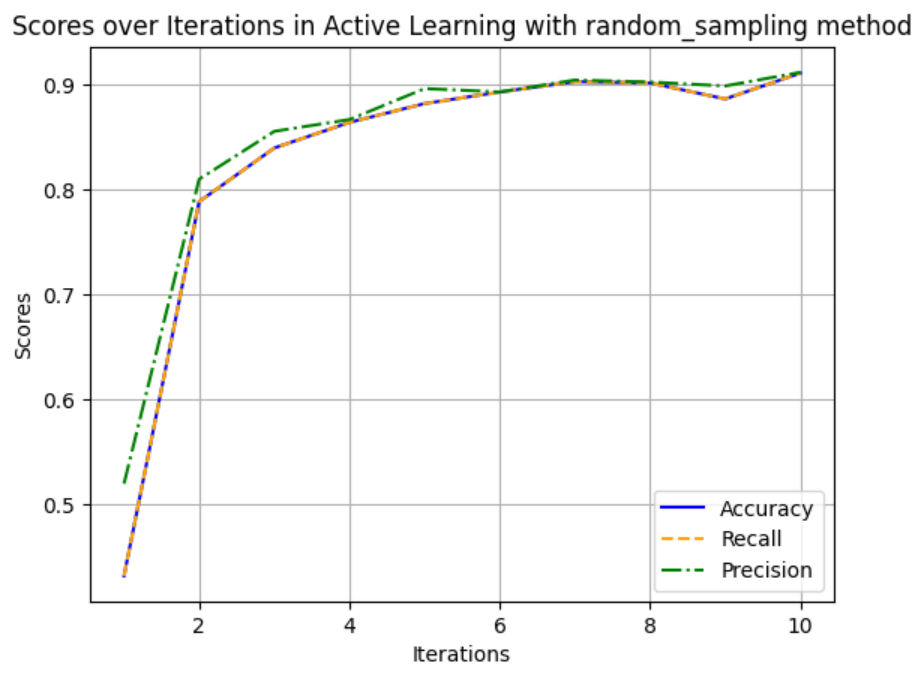 Scores over Iterations in Active Learning with random_sampling method
0.9
0.8
0.7
0.6
0.5
Scores
Accuracy
Recall
Precision
2 4 6 8 10
Iterations